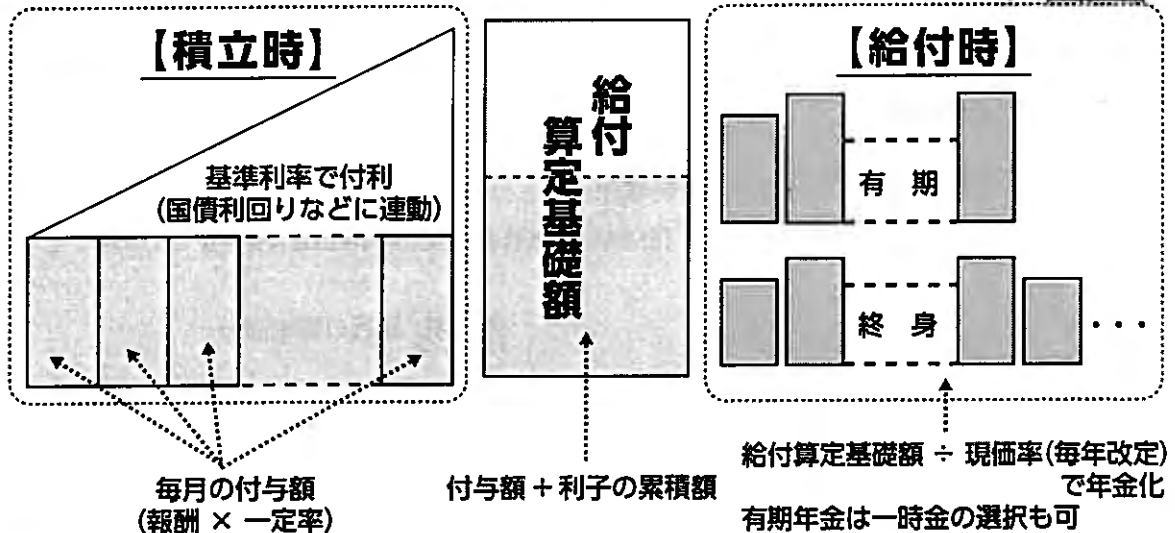 【積立時】
基準利率で付利
(国債利回りなどに連動)
毎月の付与額
(報酬 × 一定率)
給付
算定基礎額
付与額+利子の累積額
【給付時】
有 期
終 身
・・・
給付算定基礎額 ÷ 現価率(毎年改定)
で年金化
有期年金は一時金の選択も可